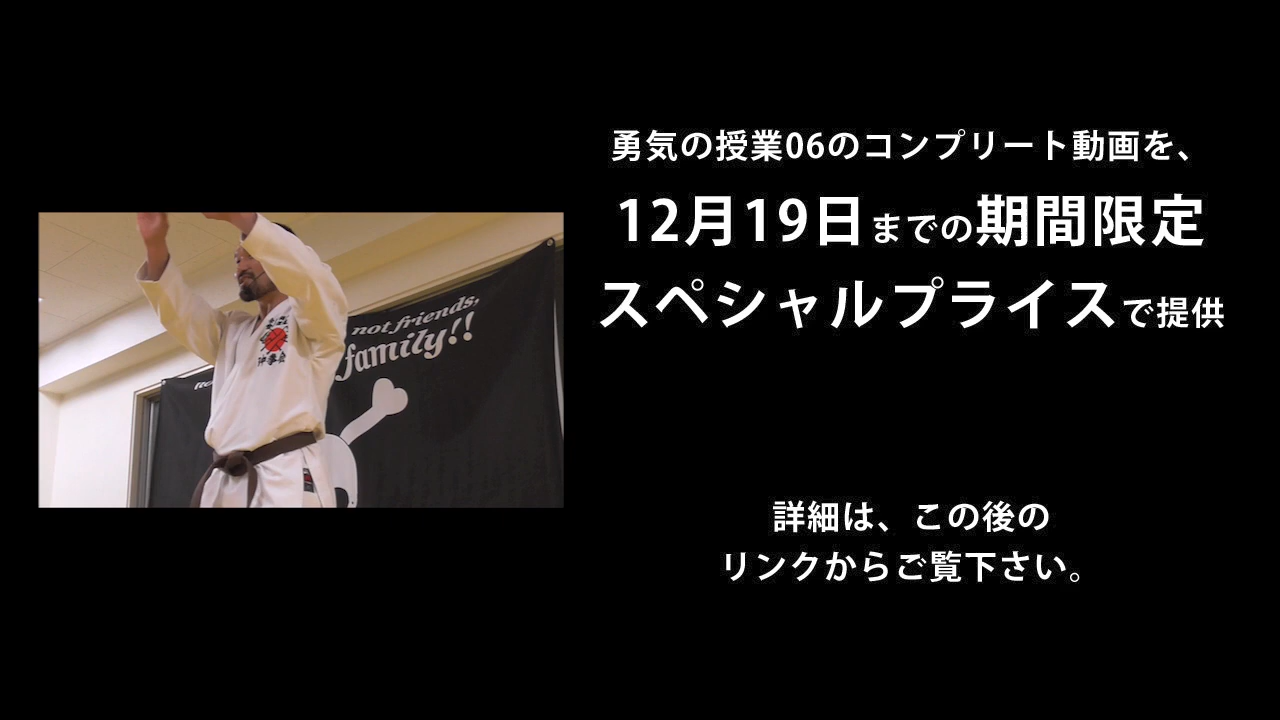 勇気の授業06のコンプリート動画を、
12月19日までの期間限定
スペシャルプライスで提供
not friends,
family!!
詳細は、この後の
リンクからご覧下さい。